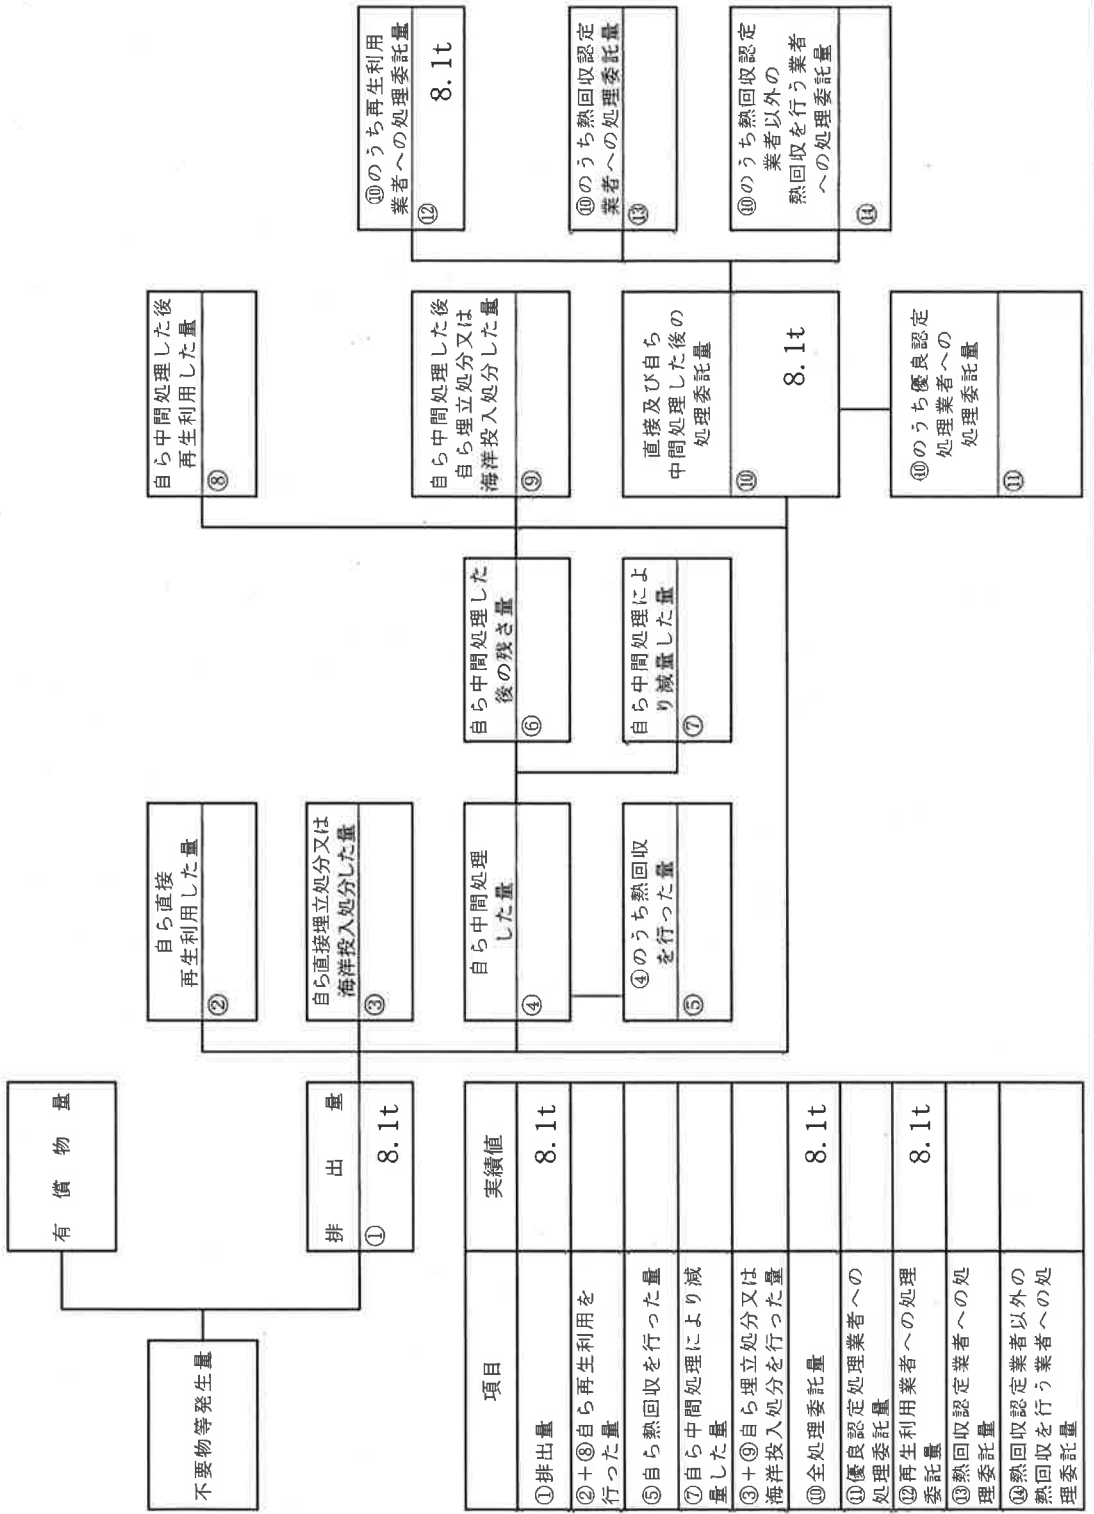 有償物量
不要物等発生量
排出量
①
8.1t
自ら直接
再生利用した量
②
自ら直接埋立処分又は
海洋投入処分した量
③
自ら中間処理
した量
④
④のうち熱回収
を行った量
⑤
自ら中間処理した
後の残さ量
⑥
自ら中間処理によ
り減量した量
⑦
自ら中間処理した後
再生利用した量
⑧
自ら中間処理した後
自ら埋立処分又は
海洋投入処分した量
⑨
直接及び自ら
中間処理した後の
処理委託量
⑩
8.1t
⑩のうち優良認定
処理業者への
処理委託量
⑪
⑩のうち再生利用
業者への処理委託量
⑫
8.1t
⑩のうち熱回収認定
業者への処理委託量
⑬
⑩のうち熱回収認定
業者以外の
熱回収を行う業者
への処理委託量
⑭
項目
実績値
①排出量
8.1t
②+⑧自ら再生利用を
行った量
⑤自ら熱回収を行った量
⑦自ら中間処理により減
量した量
③+⑨自ら埋立処分又は
海洋投入処分を行った量
⑩全処理委託量
8.1t
⑪優良認定処理業者への
処理委託量
⑫再生利用業者への処理
委託量
8.1t
⑬熱回収認定業者への処
理委託量
⑭熱回収認定業者以外の
熱回収を行う業者への処
理委託量